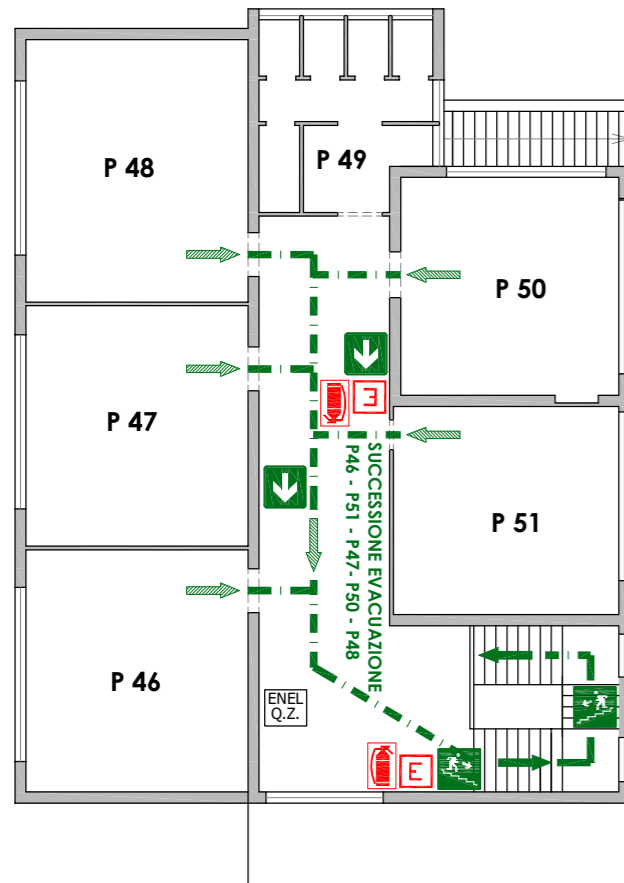 P 48
P 49
P 50
P 47
E
P 51
SUCCESSIONE EVACUAZIONE
P46 - P51 - P47- P50 - P48
P 46
ENEL
Q.Z.
E